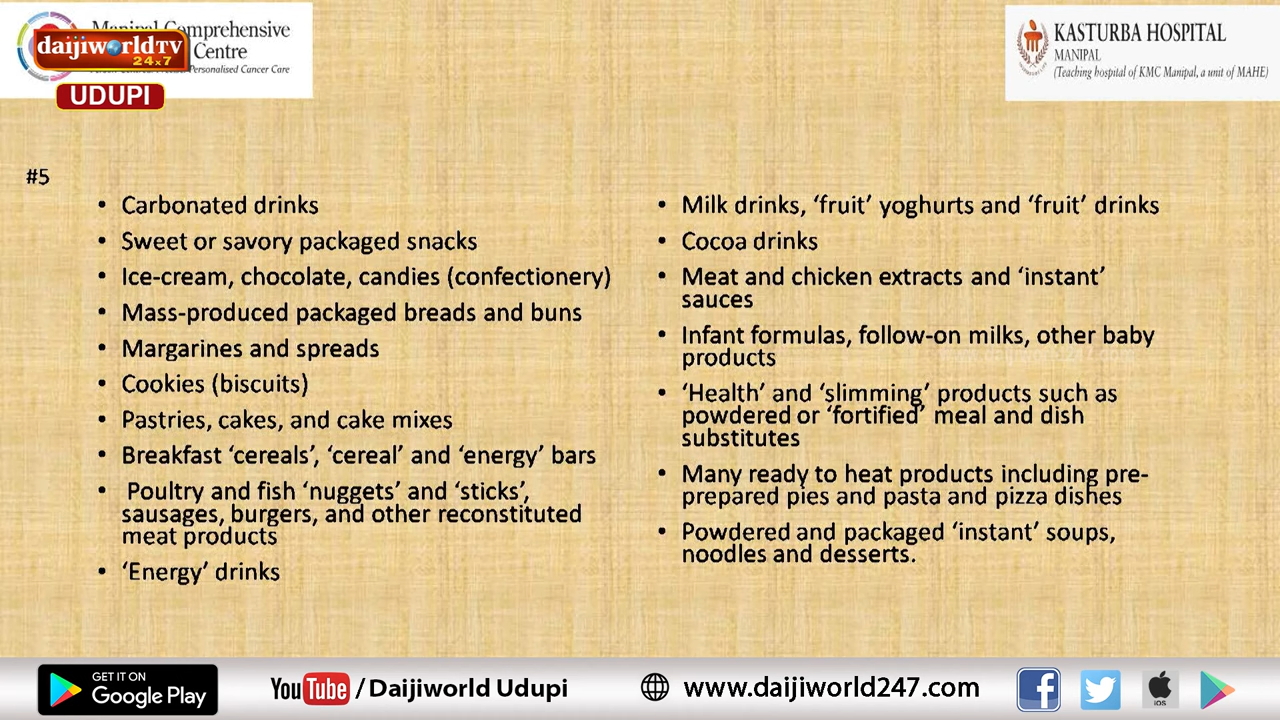 Manipal Comprehensive
Centre
Personalised Cancer Care
daijiworldTV
24x7
UDUPI
KASTURBA HOSPITAL
MANIPAL
(Teaching hospital of KMC Manipal, a unit of MAHE)
#5
• Carbonated drinks
• Sweet or savory packaged snacks
• Ice-cream, chocolate, candies (confectionery)
• Mass-produced packaged breads and buns
• Margarines and spreads
• Cookies (biscuits)
• Pastries, cakes, and cake mixes
• Breakfast ‘cereals’, ‘cereal’ and ‘energy’ bars
• Poultry and fish ‘nuggets’ and ‘sticks’,
sausages, burgers, and other reconstituted
meat products
• ‘Energy’ drinks
• Milk drinks, ‘fruit’ yoghurts and ‘fruit’ drinks
• Cocoa drinks
• Meat and chicken extracts and ‘instant’
sauces
• Infant formulas, follow-on milks, other baby
products
• ‘Health’ and ‘slimming’ products such as
powdered or ‘fortified’ meal and dish
substitutes
• Many ready to heat products including pre-
prepared pies and pasta and pizza dishes
• Powdered and packaged ‘instant’ soups,
noodles and desserts.
GET IT ON
Google Play
YouTube / Daijiworld Udupi
www.daijiworld247.com
iOS